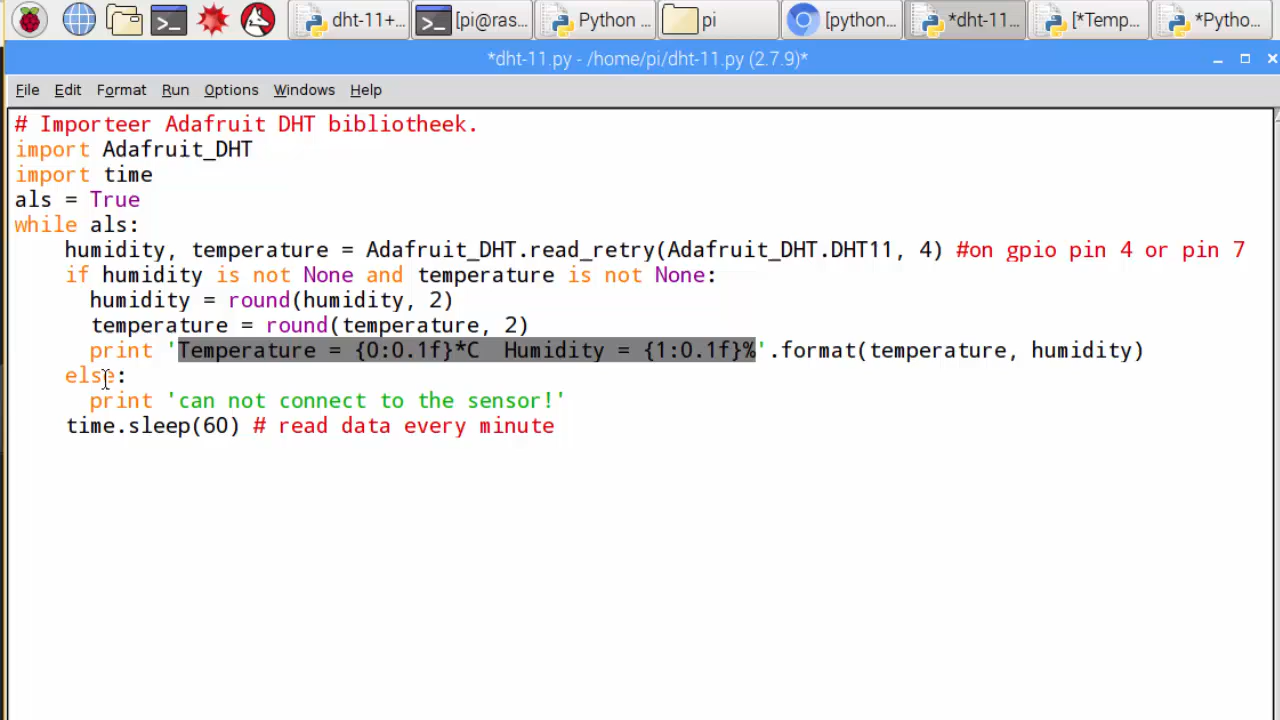 dht-11+...
[pi@ras...
Python ...
pi
[python...
*dht-11...
[*Temp...
*Pytho...
*dht-11.py - /home/pi/dht-11.py (2.7.9)*
File Edit Format Run Options Windows Help
# Importeer Adafruit DHT bibliotheek.
import Adafruit_DHT
import time
als = True
while als:
    humidity, temperature = Adafruit_DHT.read_retry(Adafruit_DHT.DHT11, 4) #on gpio pin 4 or pin 7
    if humidity is not None and temperature is not None:
      humidity = round(humidity, 2)
      temperature = round(temperature, 2)
      print 'Temperature = {0:0.1f}*C  Humidity = {1:0.1f}%'.format(temperature, humidity)
    else:
      print 'can not connect to the sensor!'
    time.sleep(60) # read data every minute